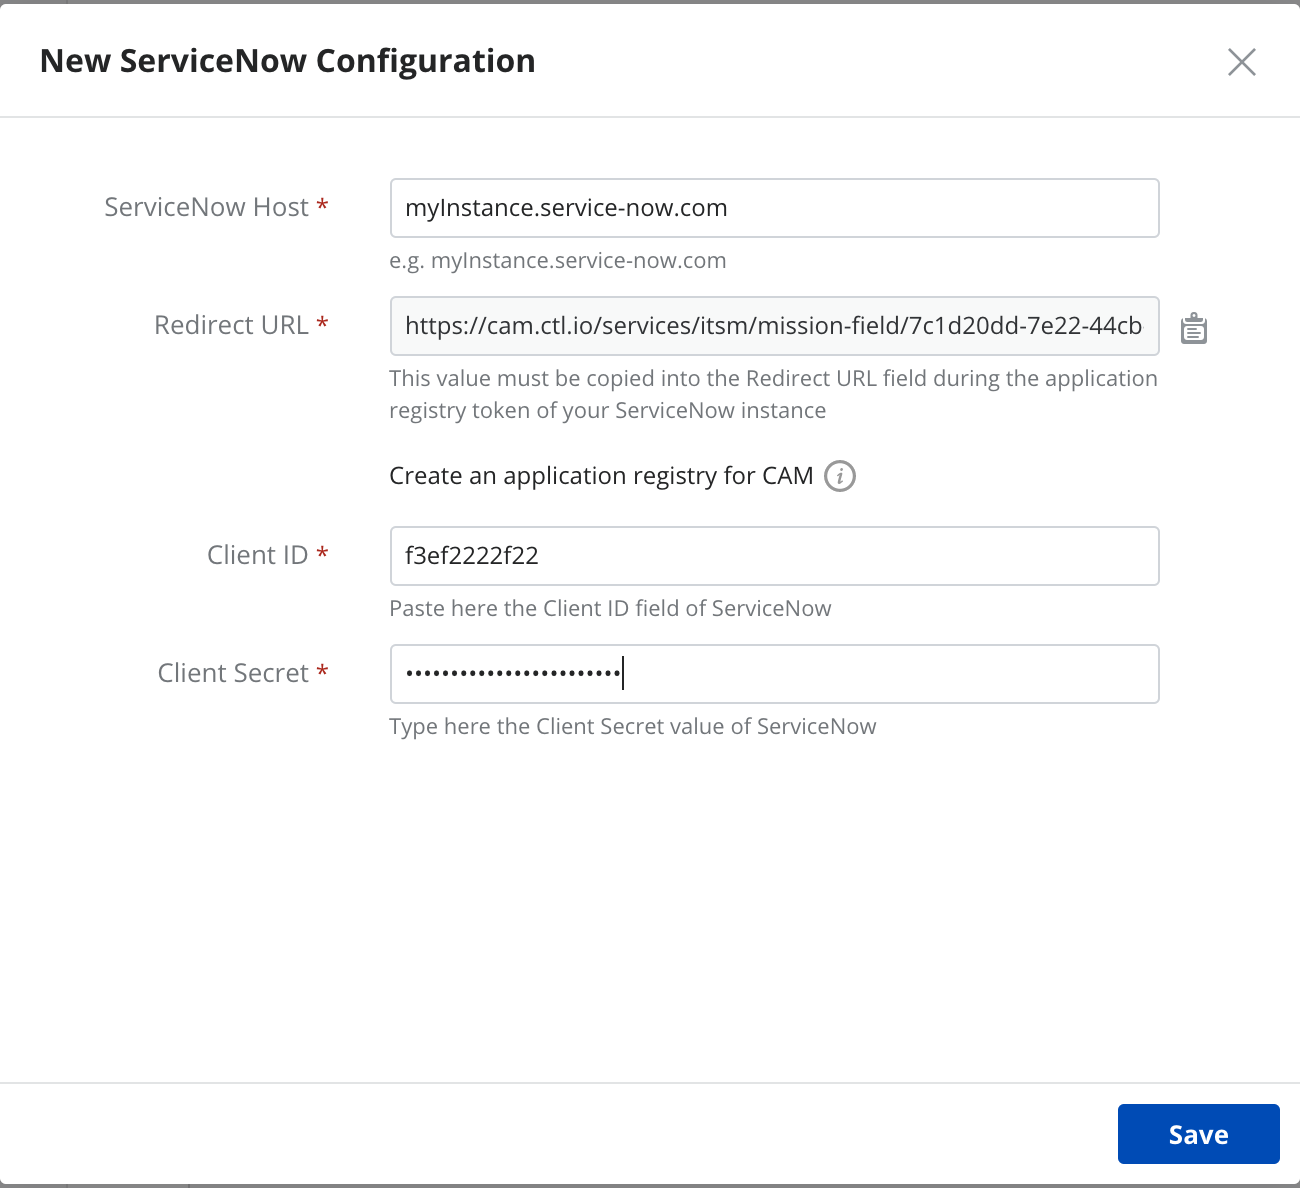 New ServiceNow Configuration
ServiceNow Host *
myInstance.service-now.com
e.g. myInstance.service-now.com
Redirect URL *
https://cam.ctl.io/services/itsm/mission-field/7c1d20dd-7e22-44cb
This value must be copied into the Redirect URL field during the application
registry token of your ServiceNow instance
Create an application registry for CAM
Client ID *
f3ef2222f22
Paste here the Client ID field of ServiceNow
Client Secret *
••••••••••••••••••••••••
Type here the Client Secret value of ServiceNow
Save